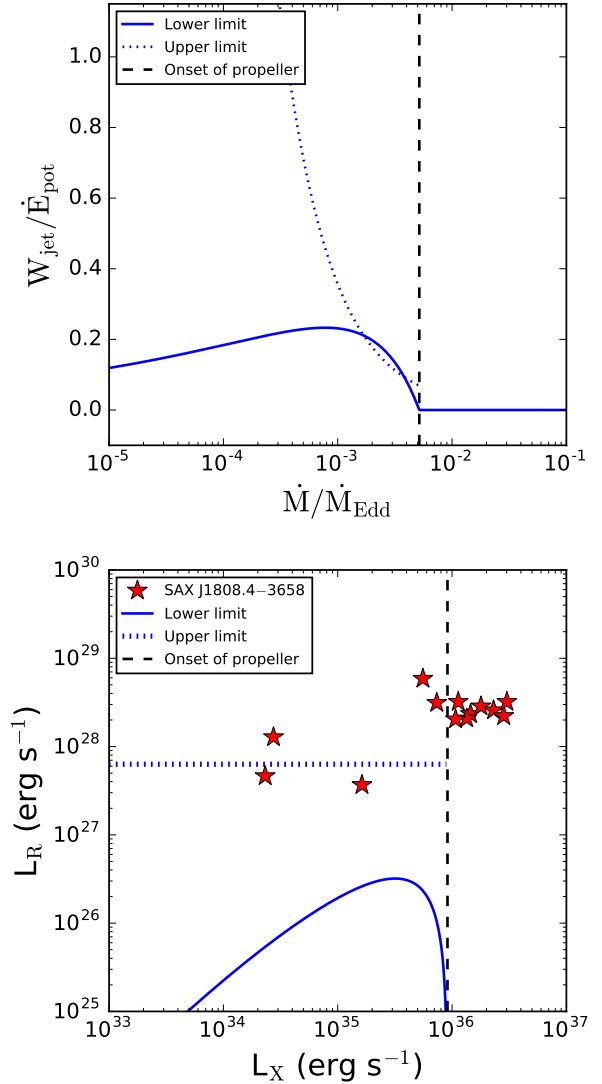 Lower limit
Upper limit
Onset of propeller
1.0
0.8
0.6
0.4
0.2
0.0
W_jet/Ė_pot
10^-5 10^-4 10^-3 10^-2 10^-1
Ṁ/Ṁ_Edd
SAX J1808.4−3658
Lower limit
Upper limit
Onset of propeller
10^30
10^29
10^28
10^27
10^26
10^25
L_R (erg s^−1)
10^33 10^34 10^35 10^36 10^37
L_X (erg s^−1)